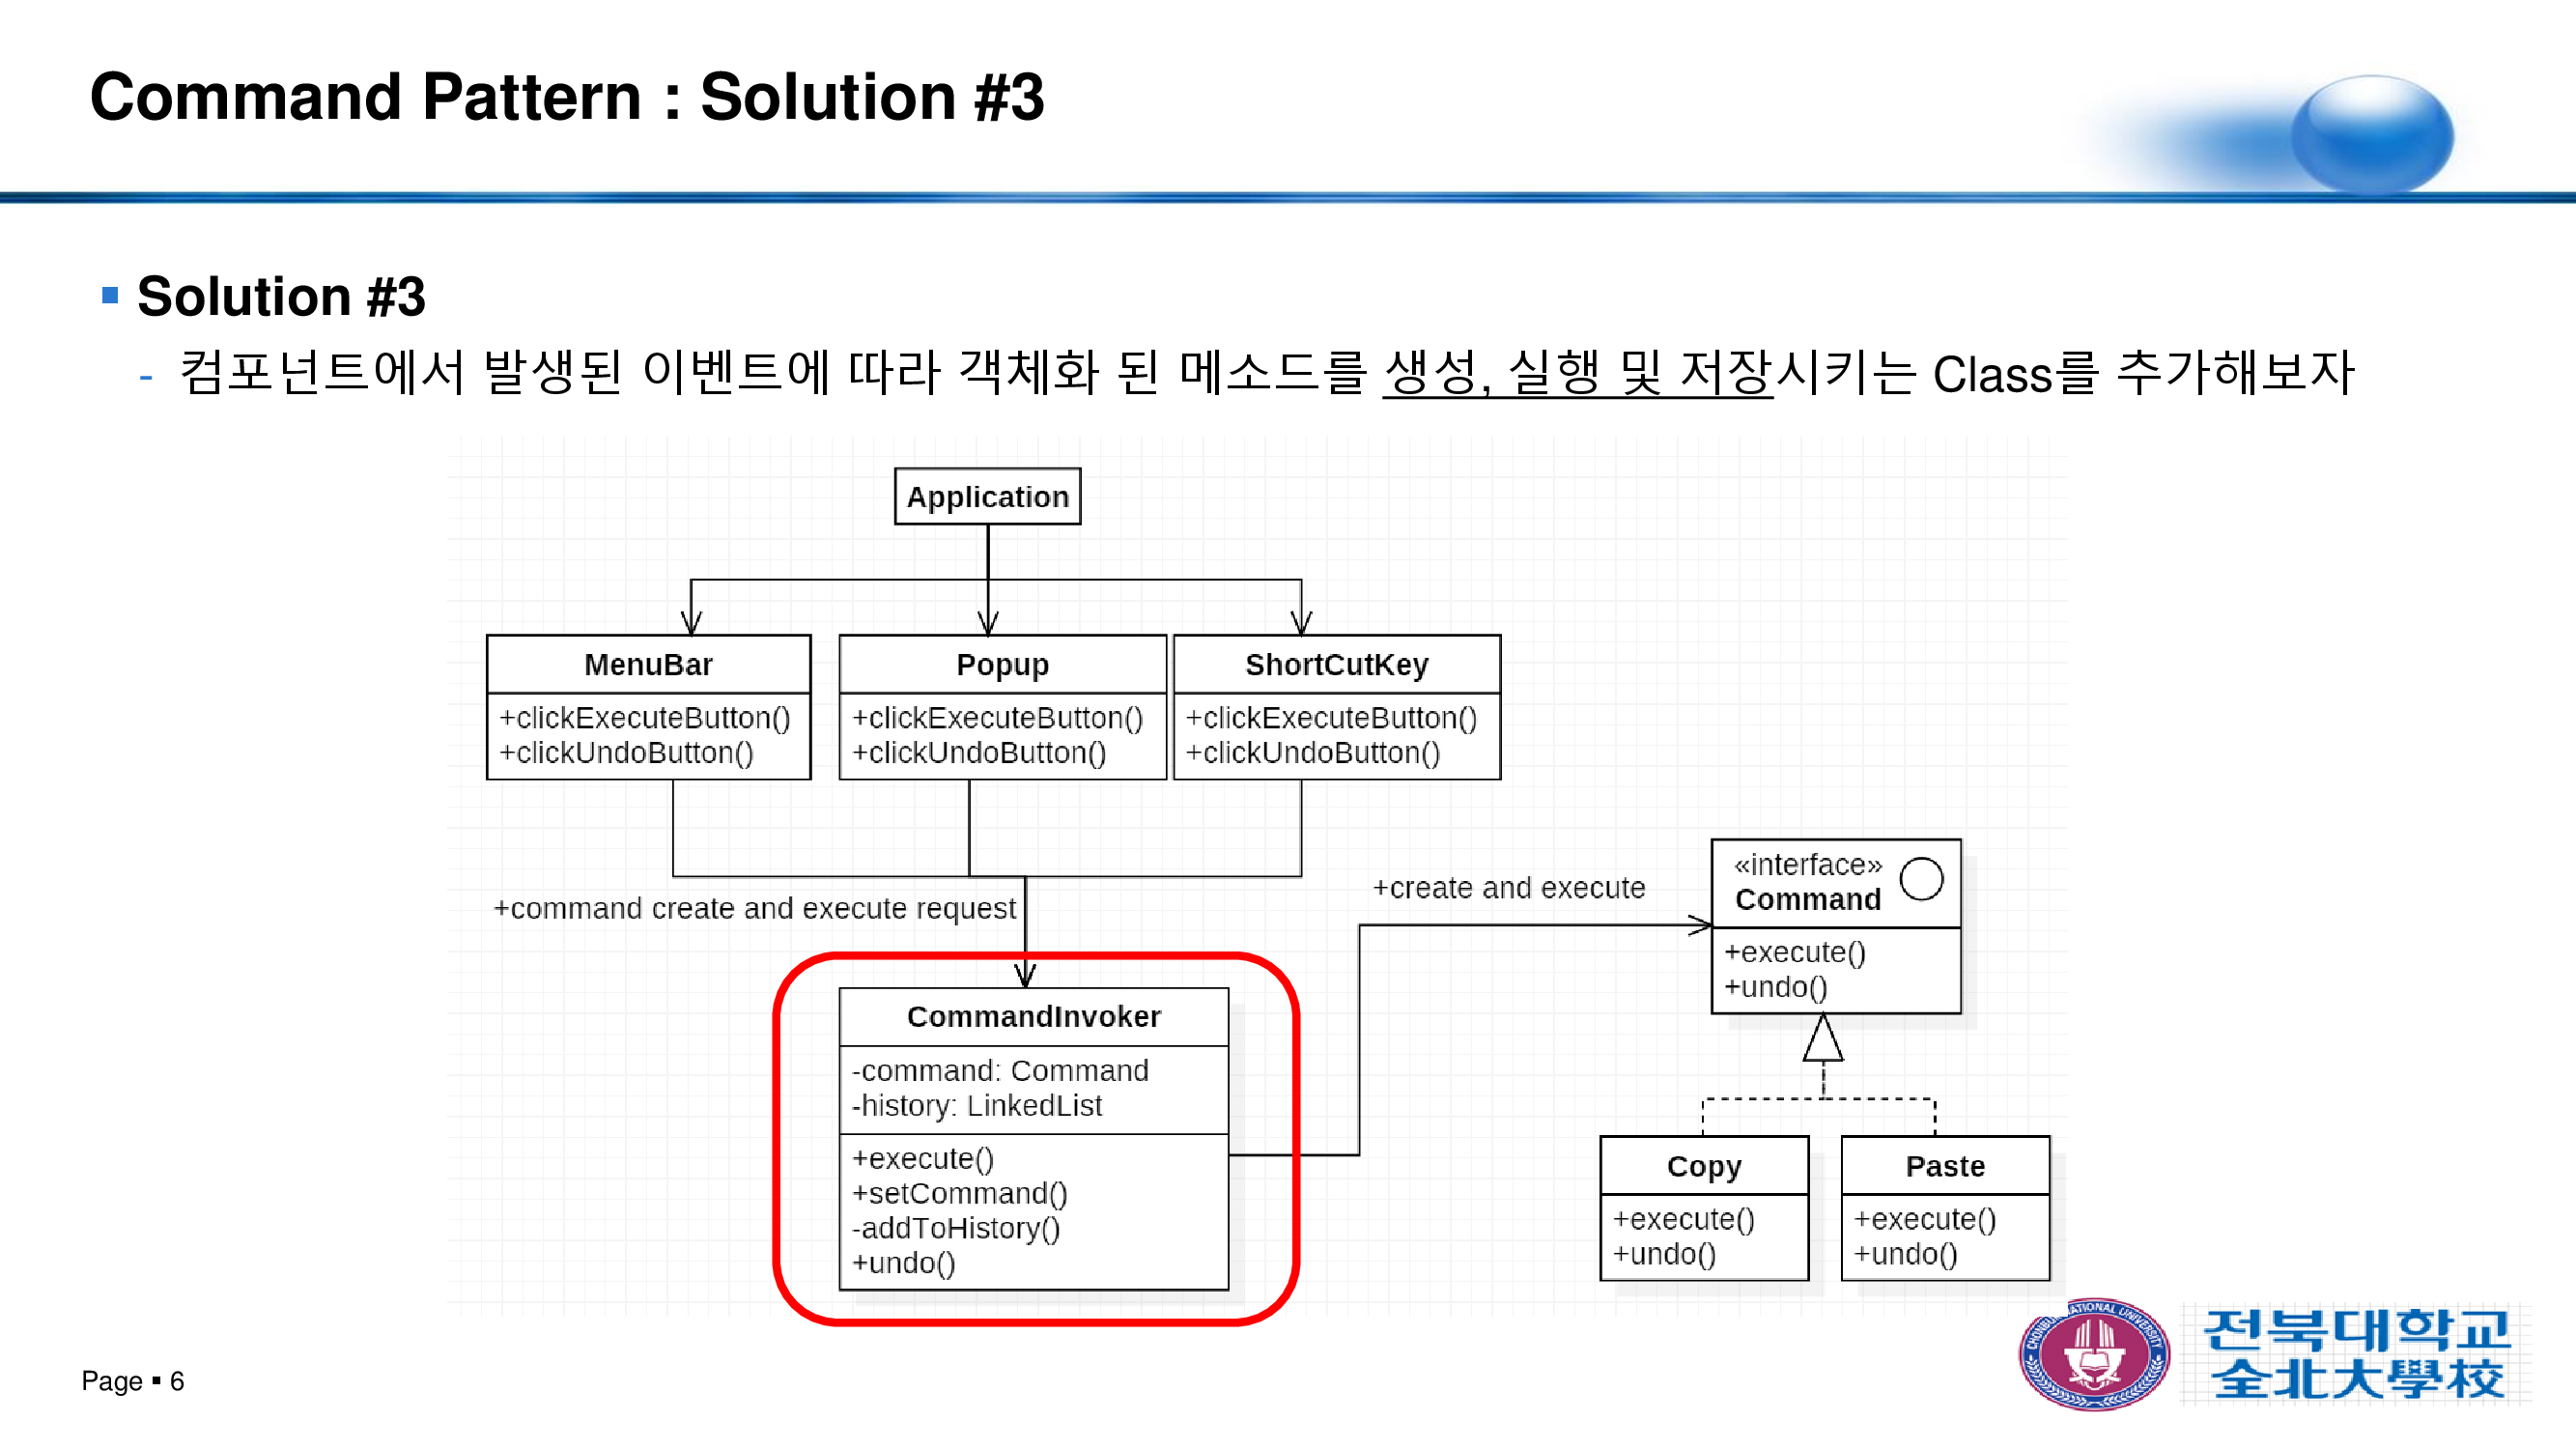 Command Pattern : Solution #3
Solution #3
- 컴포넌트에서 발생된 이벤트에 따라 객체화 된 메소드를 생성, 실행 및 저장시키는 Class를 추가해보자
Application
MenuBar
+clickExecuteButton()
+clickUndoButton()
Popup
+clickExecuteButton()
+clickUndoButton()
ShortCutKey
+clickExecuteButton()
+clickUndoButton()
+command create and execute request
+create and execute
«interface»
Command
+execute()
+undo()
CommandInvoker
-command: Command
-history: LinkedList
+execute()
+setCommand()
-addToHistory()
+undo()
Copy
+execute()
+undo()
Paste
+execute()
+undo()
Page ▪ 6
전북대학교
全北大學校